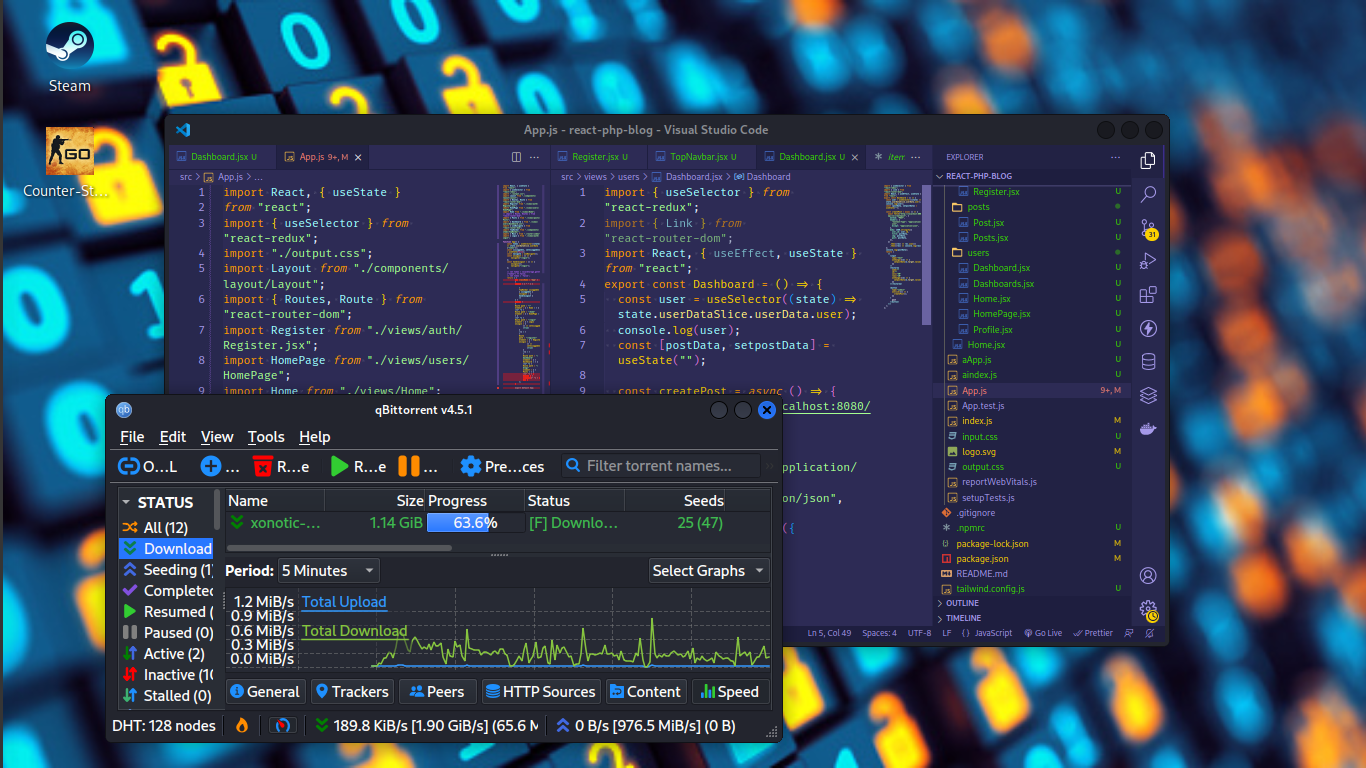 Steam
Counter-St...
GO
App.js - react-php-blog - Visual Studio Code
Dashboard.jsx U
App.js 9+, M
src > App.js > ...
1 import React, { useState }
2 from "react";
3 import { useSelector } from
"react-redux";
4 import "./output.css";
5 import Layout from "./components/
layout/Layout";
6 import { Routes, Route } from
"react-router-dom";
7 import Register from "./views/auth/
Register.jsx";
8 import HomePage from "./views/users/
HomePage";
9 import Home from "./views/Home";
Register.jsx U
TopNavbar.jsx U
Dashboard.jsx U
item
src > views > users > Dashboard.jsx > Dashboard
1 import { useSelector } from
"react-redux";
2 import { Link } from
"react-router-dom";
3 import React, { useEffect, useState }
from "react";
4 export const Dashboard = () => {
5 const user = useSelector((state) =>
state.userDataSlice.userData.user);
6 console.log(user);
7 const [postData, setpostData] =
useState("");
8
const createPost = async () => {
calhost:8080/
pplication/
on/json",
({
EXPLORER
REACT-PHP-BLOG
Register.jsx U
posts
Post.jsx U
Posts.jsx U
users
Dashboard.jsx U
Dashboards.jsx U
Home.jsx U
HomePage.jsx U
Profile.jsx U
Home.jsx U
aApp.js U
aindex.js U
App.js 9+, M
App.test.js
index.js M
input.css U
logo.svg M
output.css U
reportWebVitals.js
setupTests.js
.gitignore
.npmrc U
package-lock.json M
package.json M
README.md
tailwind.config.js U
OUTLINE
TIMELINE
31
Ln 5, Col 49 Spaces: 4 UTF-8 LF {} JavaScript Go Live Prettier
qb
qBittorrent v4.5.1
File Edit View Tools Help
O...L
...
R...e
R...e
...
Pre...ces
Filter torrent names...
STATUS
All (12)
Download
Seeding (1)
Completed
Resumed (
Paused (0)
Active (2)
Inactive (10
Stalled (0)
Name Size Progress Status Seeds
xonotic-... 1.14 GiB 63.6% [F] Downlo... 25 (47)
Period: 5 Minutes Select Graphs
1.2 MiB/s
0.9 MiB/s
0.6 MiB/s
0.3 MiB/s
0.0 MiB/s
Total Upload
Total Download
General Trackers Peers HTTP Sources Content Speed
DHT: 128 nodes 189.8 KiB/s [1.90 GiB/s] (65.6 M 0 B/s [976.5 MiB/s] (0 B)